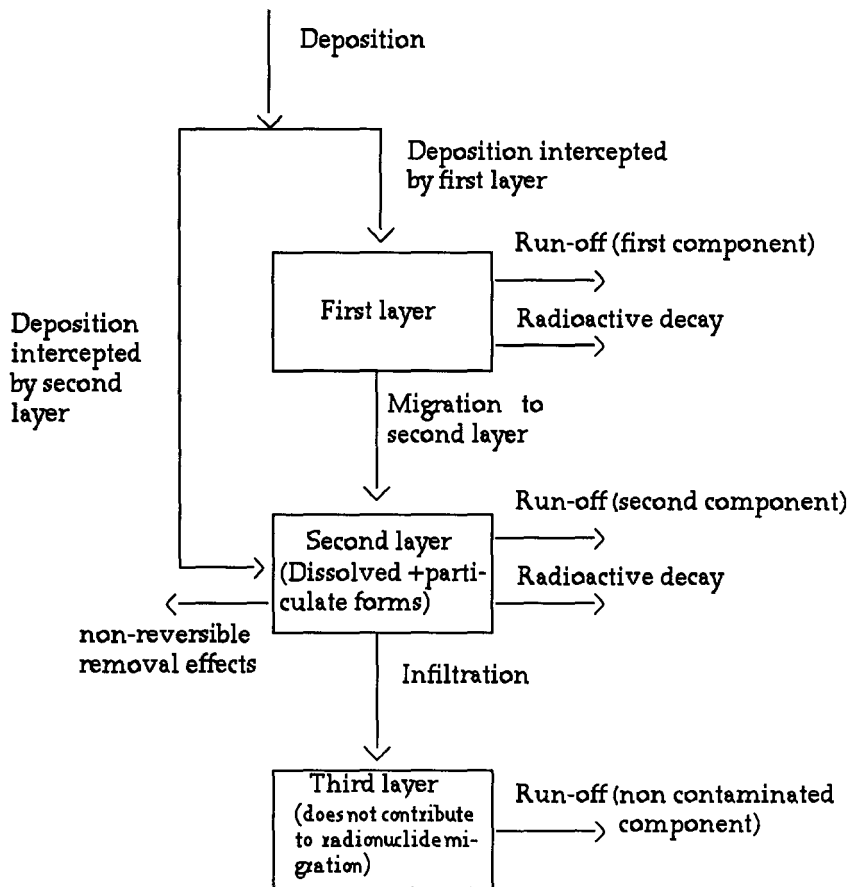 Deposition
Deposition intercepted
by first layer
Run-off (first component)
First layer
Radioactive decay
Deposition
intercepted
by second
layer
Migration to
second layer
Run-off (second component)
Second layer
(Dissolved +parti-
culate forms)
Radioactive decay
non-reversible
removal effects
Infiltration
Third layer
(does not contribute
to radionuclide mi-
gration)
Run-off (non contaminated
component)